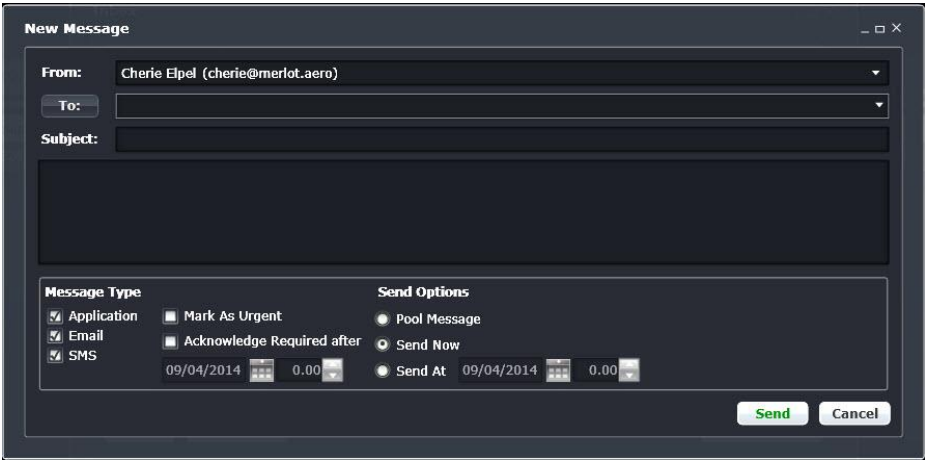 New Message
From: Cherie Elpel (cherie@merlot.aero)
To:
Subject:
Message Type
Send Options
Application
Mark As Urgent
Pool Message
Email
Acknowledge Required after
Send Now
SMS
09/04/2014 0.00
Send At 09/04/2014 0.00
Send
Cancel